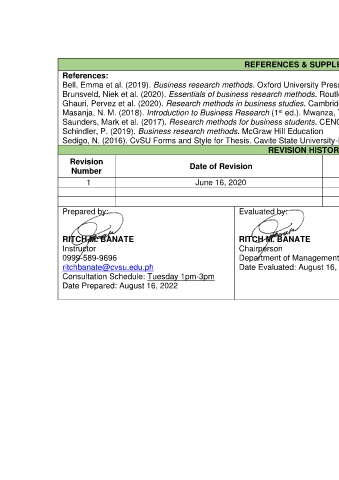 REFERENCES & SUPPLE
References:
Bell, Emma et al. (2019). Business research methods. Oxford University Press
Brunsveld, Niek et al. (2020). Essentials of business research methods. Routl
Ghauri, Pervez et al. (2020). Research methods in business studies. Cambrid
Masanja, N. M. (2018). Introduction to Business Research (1st ed.). Mwanza,
Saunders, Mark et al. (2017). Research methods for business students. CENG
Schindler, P. (2019). Business research methods. McGraw Hill Education
Sedigo, N. (2016). CvSU Forms and Style for Thesis. Cavite State University-
REVISION HISTOR
Revision Number
Date of Revision
1
June 16, 2020
Prepared by:
RITCH M. BANATE
Instructor
0999-589-9696
ritchbanate@cvsu.edu.ph
Consultation Schedule: Tuesday 1pm-3pm
Date Prepared: August 16, 2022
Evaluated by:
RITCH M. BANATE
Chairperson
Department of Management
Date Evaluated: August 16,